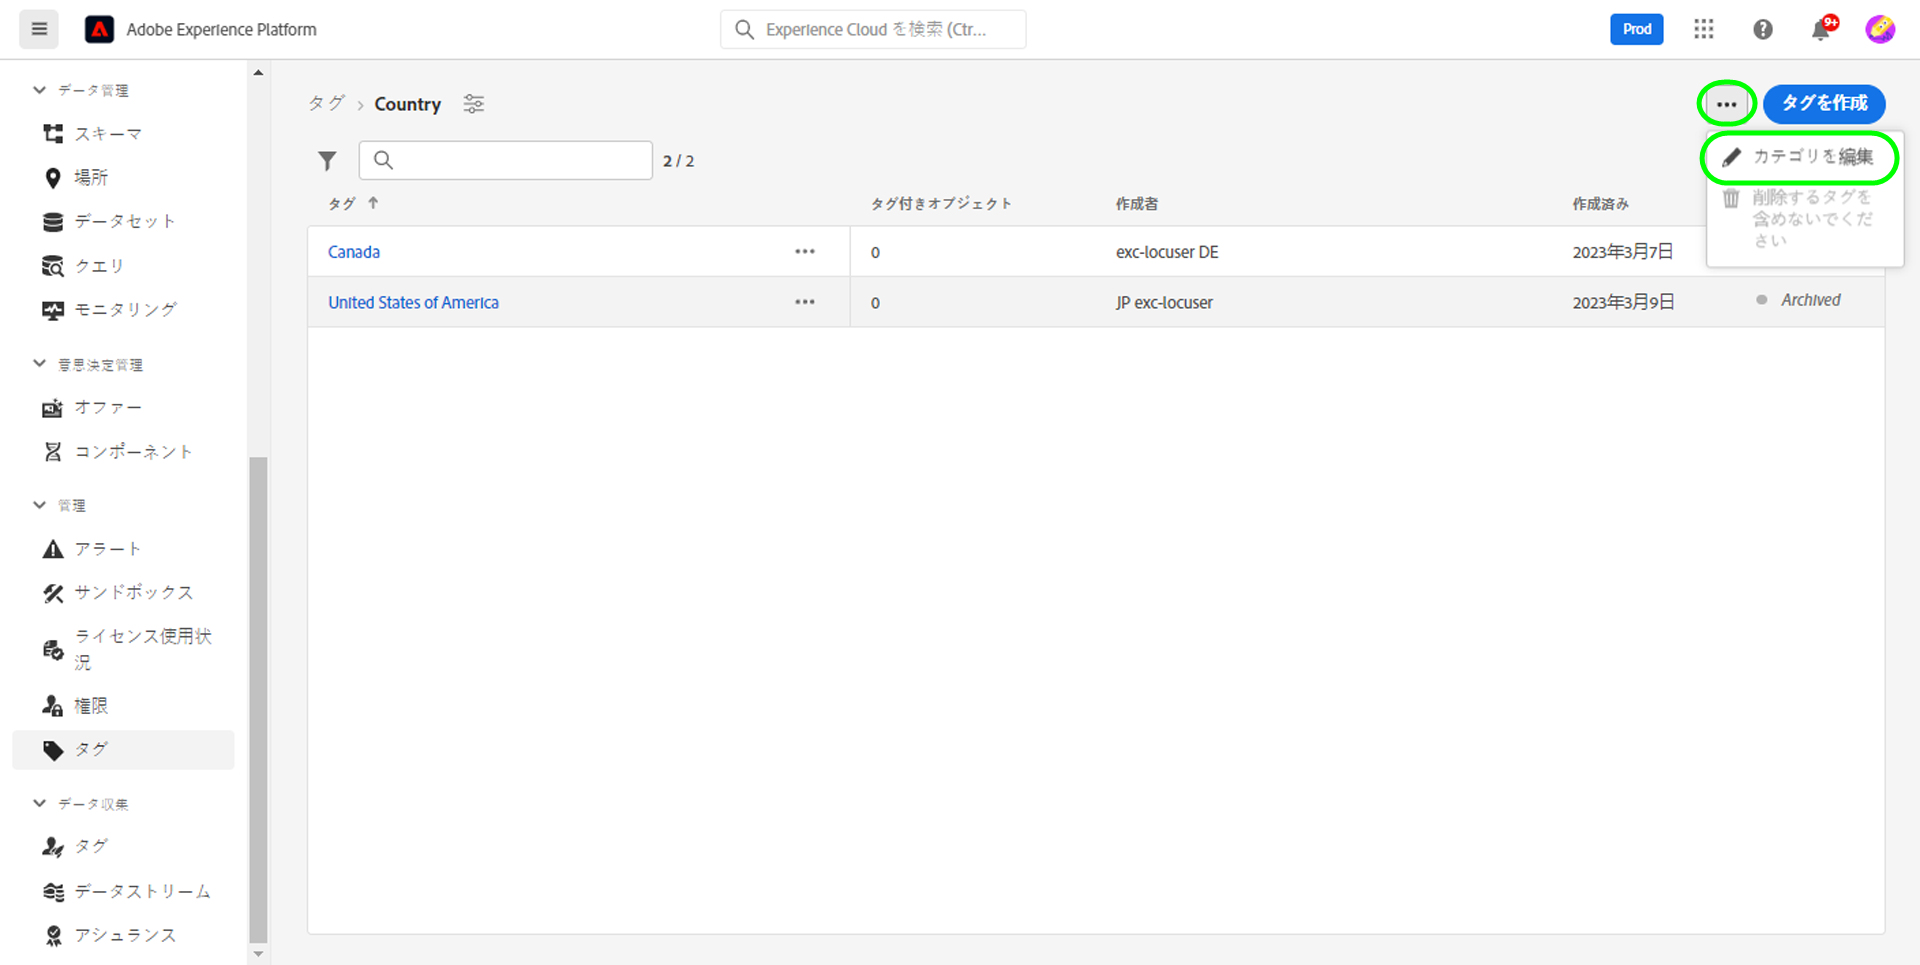 Adobe Experience Platform
Experience Cloud を検索 (Ctr...
Prod
9+
データ管理
スキーマ
場所
データセット
クエリ
モニタリング
意思決定管理
オファー
コンポーネント
管理
アラート
サンドボックス
ライセンス使用状
況
権限
タグ
データ収集
タグ
データストリーム
アシュランス
タグ > Country
••• タグを作成
カテゴリを編集
削除するタグを
含めないでくだ
さい
2 / 2
タグ ↑ タグ付きオブジェクト 作成者 作成済み
Canada ••• 0 exc-locuser DE 2023年3月7日
United States of America ••• 0 JP exc-locuser 2023年3月9日 Archived